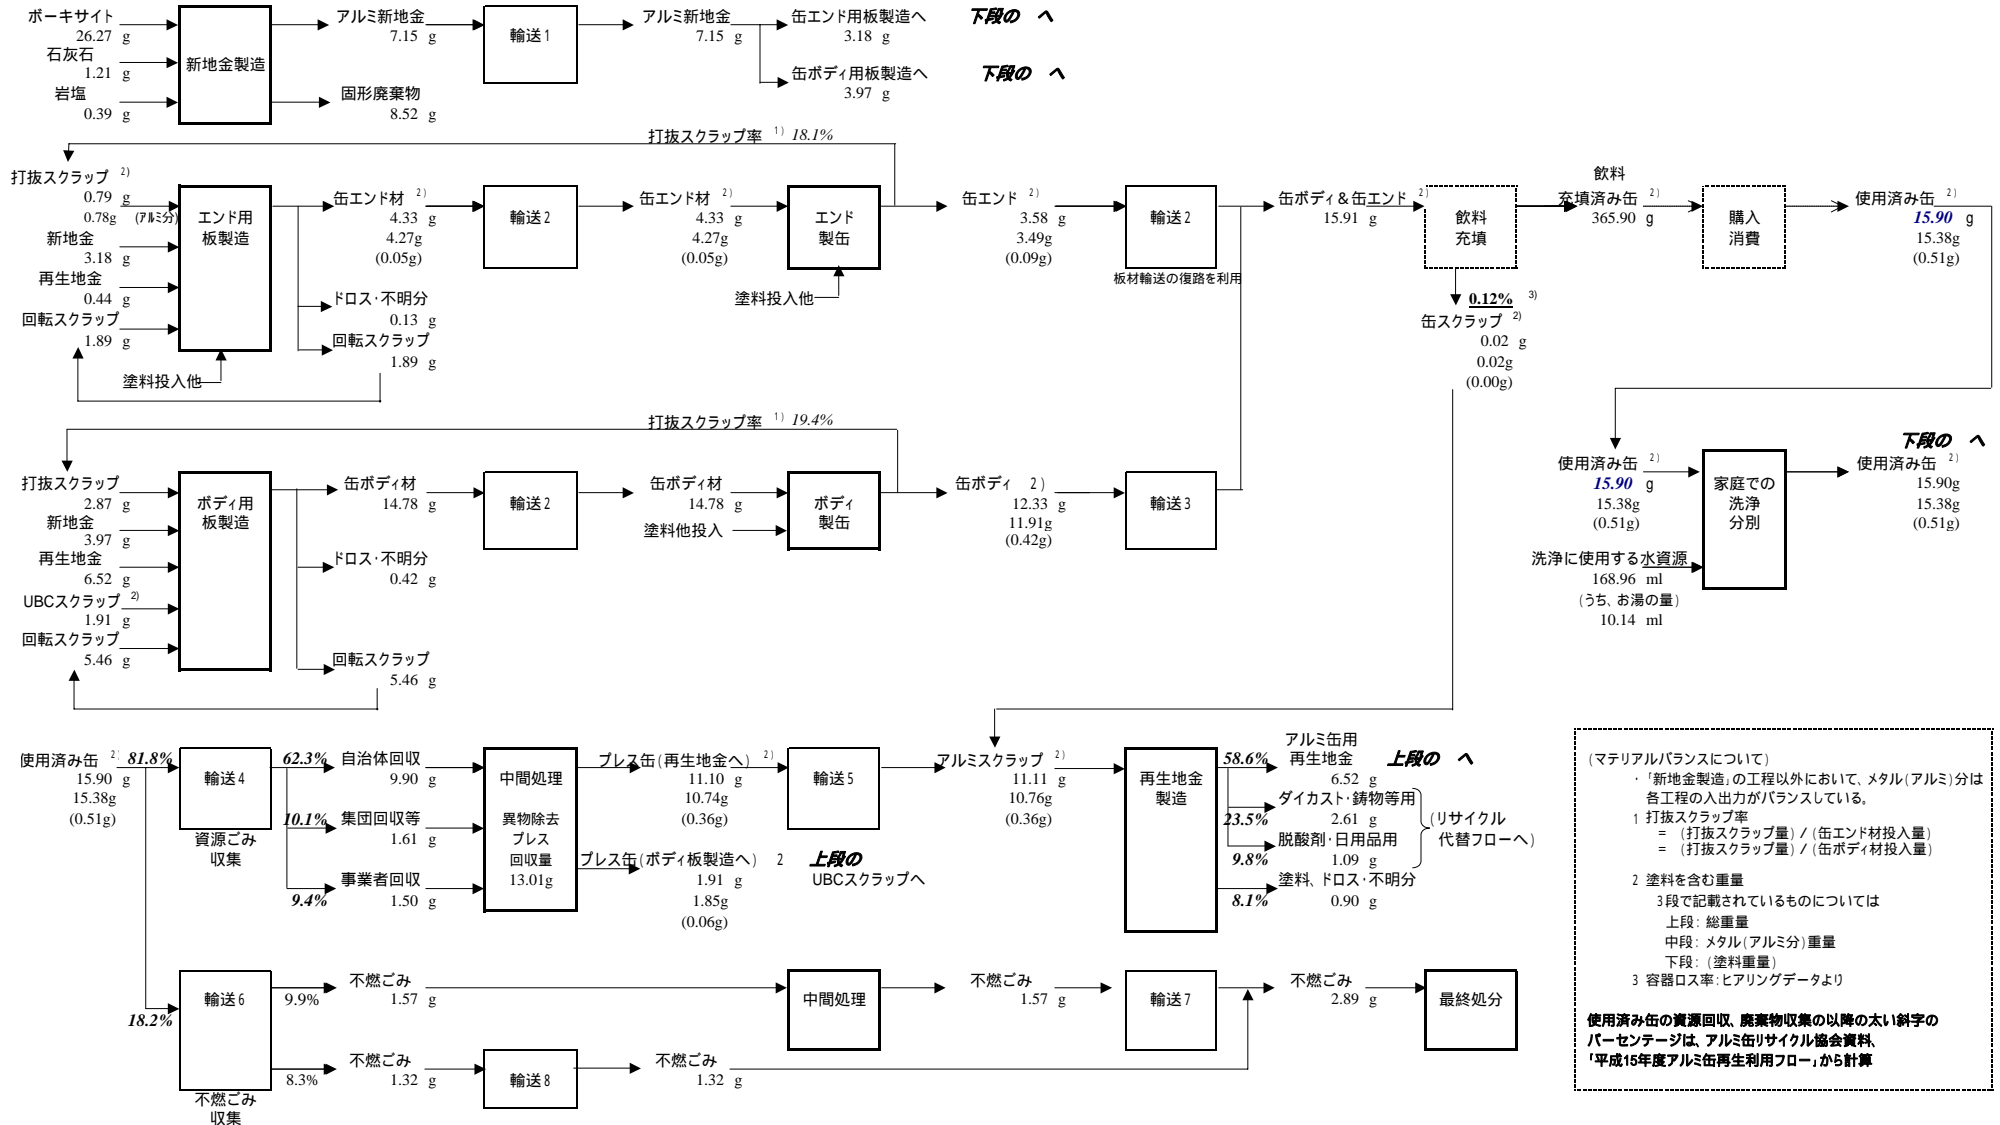 ボーキサイト
26.27 g
石灰石
1.21 g
岩塩
0.39 g
新地金製造
アルミ新地金
7.15 g
固形廃棄物
8.52 g
輸送1
アルミ新地金
7.15 g
缶エンド用板製造へ
3.18 g
下段の へ
缶ボディ用板製造へ
3.97 g
下段の へ
打抜スクラップ率 1) 18.1%
打抜スクラップ 2)
0.79 g
0.78g (アルミ分)
新地金
3.18 g
再生地金
0.44 g
回転スクラップ
1.89 g
塗料投入他
エンド用
板製造
缶エンド材 2)
4.33 g
4.27g
(0.05g)
ドロス・不明分
0.13 g
回転スクラップ
1.89 g
輸送2
缶エンド材 2)
4.33 g
4.27g
(0.05g)
塗料投入他
エンド
製缶
缶エンド 2)
3.58 g
3.49g
(0.09g)
輸送2
板材輸送の復路を利用
缶ボディ&缶エンド 2)
15.91 g
飲料
充填
0.12% 3)
缶スクラップ 2)
0.02 g
0.02g
(0.00g)
飲料
充填済み缶 2)
365.90 g
購入
消費
使用済み缶 2)
15.90 g
15.38g
(0.51g)
打抜スクラップ率 1) 19.4%
打抜スクラップ
2.87 g
新地金
3.97 g
再生地金
6.52 g
UBCスクラップ 2)
1.91 g
回転スクラップ
5.46 g
ボディ用
板製造
缶ボディ材
14.78 g
ドロス・不明分
0.42 g
回転スクラップ
5.46 g
輸送2
缶ボディ材
14.78 g
塗料他投入
ボディ
製缶
缶ボディ 2)
12.33 g
11.91g
(0.42g)
輸送3
使用済み缶 2)
15.90 g
15.38g
(0.51g)
洗浄に使用する水資源
168.96 ml
(うち、お湯の量)
10.14 ml
家庭での
洗浄
分別
下段の へ
使用済み缶 2)
15.90g
15.38g
(0.51g)
使用済み缶 2)
15.90 g
15.38g
(0.51g)
81.8%
輸送4
資源ごみ
収集
62.3%
自治体回収
9.90 g
10.1%
集団回収等
1.61 g
9.4%
事業者回収
1.50 g
中間処理
異物除去
プレス
回収量
13.01g
プレス缶(再生地金へ) 2)
11.10 g
10.74g
(0.36g)
プレス缶(ボディ板製造へ) 2
1.91 g
1.85g
(0.06g)
上段の
UBCスクラップへ
輸送5
アルミスクラップ 2)
11.11 g
10.76g
(0.36g)
再生地金
製造
58.6%
アルミ缶用
再生地金
6.52 g
上段の へ
23.5%
ダイカスト・鋳物等用
2.61 g
9.8%
脱酸剤・日用品用
1.09 g
(リサイクル
代替フローへ)
8.1%
塗料、ドロス・不明分
0.90 g
18.2%
輸送6
不燃ごみ
収集
9.9%
不燃ごみ
1.57 g
8.3%
不燃ごみ
1.32 g
輸送8
不燃ごみ
1.32 g
中間処理
不燃ごみ
1.57 g
輸送7
不燃ごみ
2.89 g
最終処分
(マテリアルバランスについて)
・「新地金製造」の工程以外において、メタル(アルミ)分は
各工程の入出力がバランスしている。
1 打抜スクラップ率
= (打抜スクラップ量)/(缶エンド材投入量)
= (打抜スクラップ量)/(缶ボディ材投入量)
2 塗料を含む重量
3段で記載されているものについては
上段: 総重量
中段: メタル(アルミ分)重量
下段: (塗料重量)
3 容器ロス率:ヒアリングデータより
使用済み缶の資源回収、廃棄物収集の以降の太い斜字の
パーセンテージは、アルミ缶リサイクル協会資料、
「平成15年度アルミ缶再生利用フロー」から計算